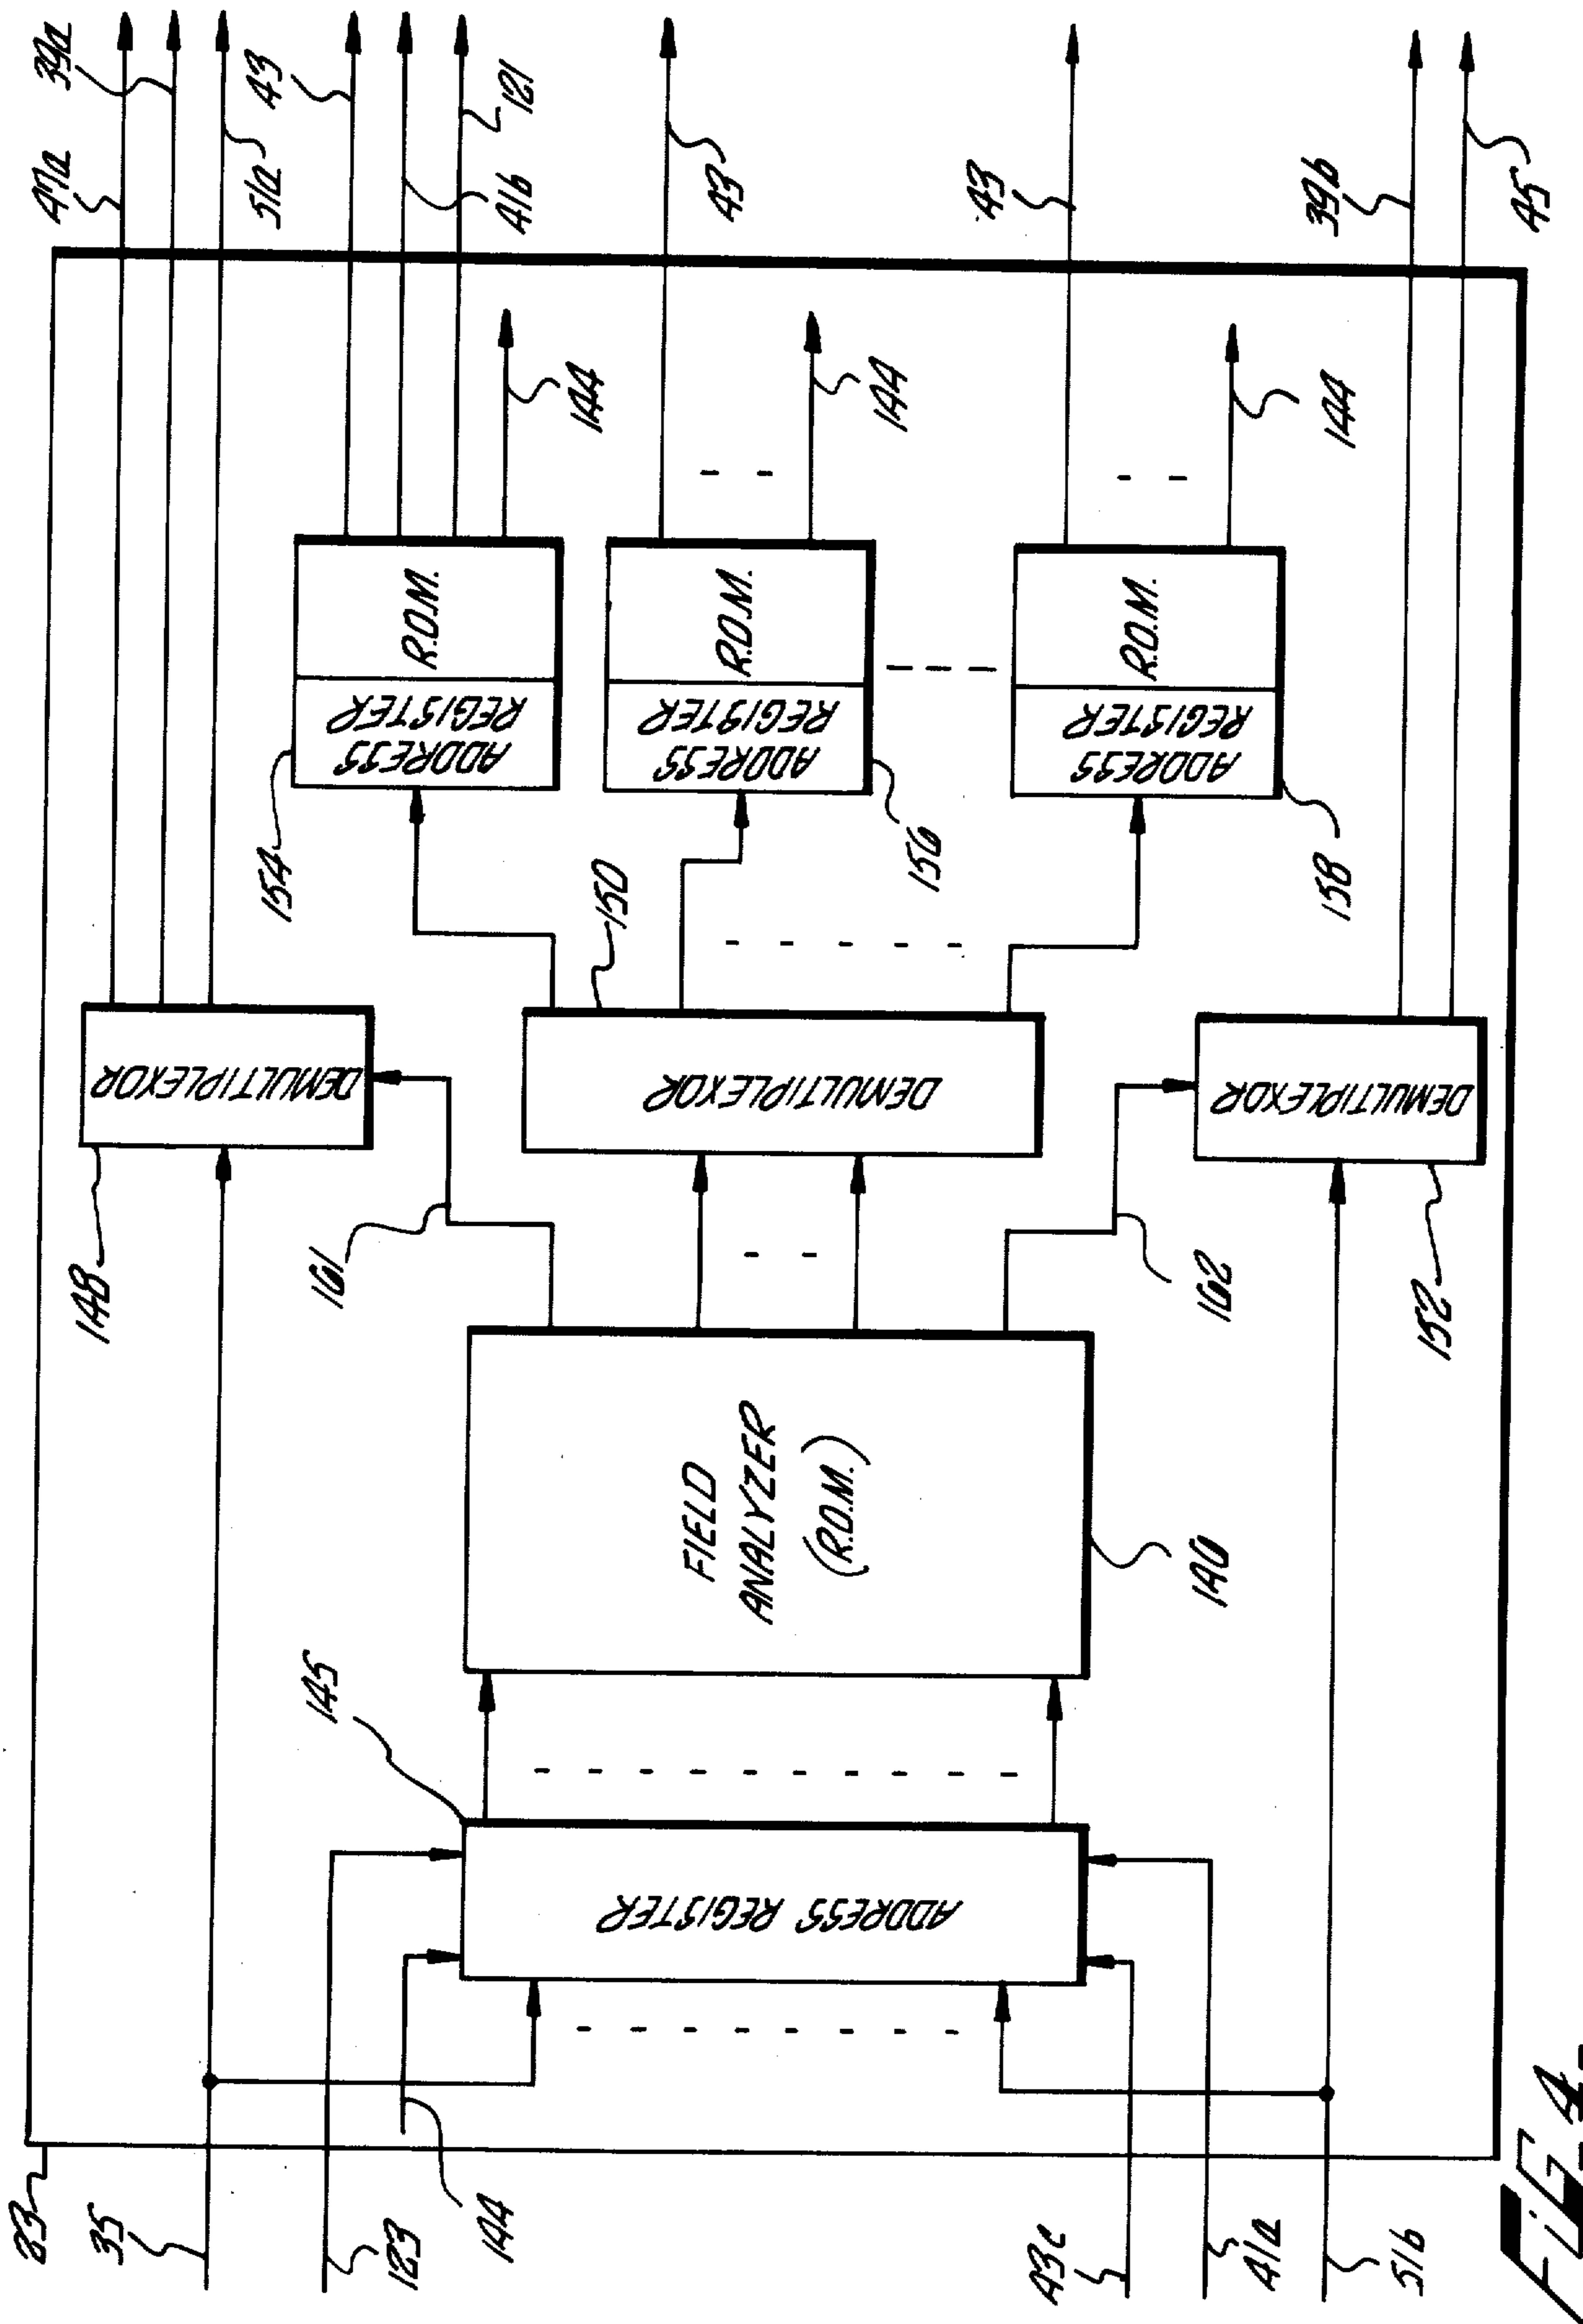 83
35
123
144
43c
41a
51b
145
ADDRESS REGISTER
FIELD
ANALYZER
(R.O.M.)
140
148
161
162
152
DEMULTIPLEXOR
DEMULTIPLEXOR
DEMULTIPLEXOR
150
154
ADDRESS
REGISTER
R.O.M.
156
ADDRESS
REGISTER
R.O.M.
158
ADDRESS
REGISTER
R.O.M.
144
144
144
47a
39a
51a
43
41b
121
43
43
39b
45
FIG. 4.